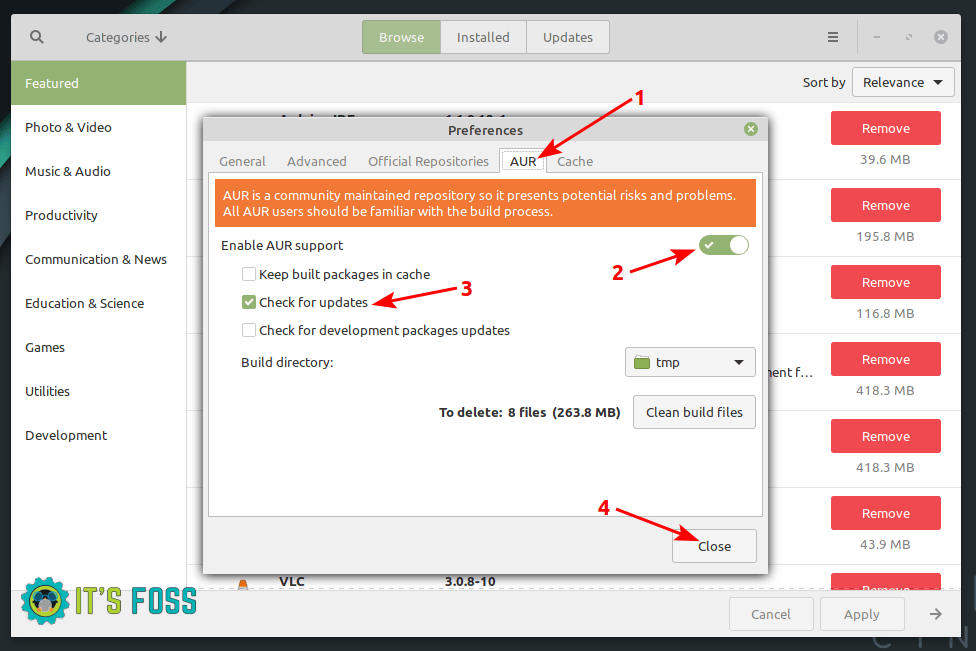 Categories
Browse
Installed
Updates
Featured
Sort by
Relevance
Photo & Video
Music & Audio
Productivity
Communication & News
Education & Science
Games
Utilities
Development
Remove
39.6 MB
Remove
195.8 MB
Remove
116.8 MB
Remove
418.3 MB
Remove
418.3 MB
Remove
43.9 MB
Remove
1
Preferences
General
Advanced
Official Repositories
AUR
Cache
AUR is a community maintained repository so it presents potential risks and problems.
All AUR users should be familiar with the build process.
Enable AUR support
2
Keep built packages in cache
Check for updates
3
Check for development packages updates
Build directory:
tmp
To delete: 8 files (263.8 MB)
Clean build files
4
Close
VLC
3.0.8-10
IT'S FOSS
Cancel
Apply